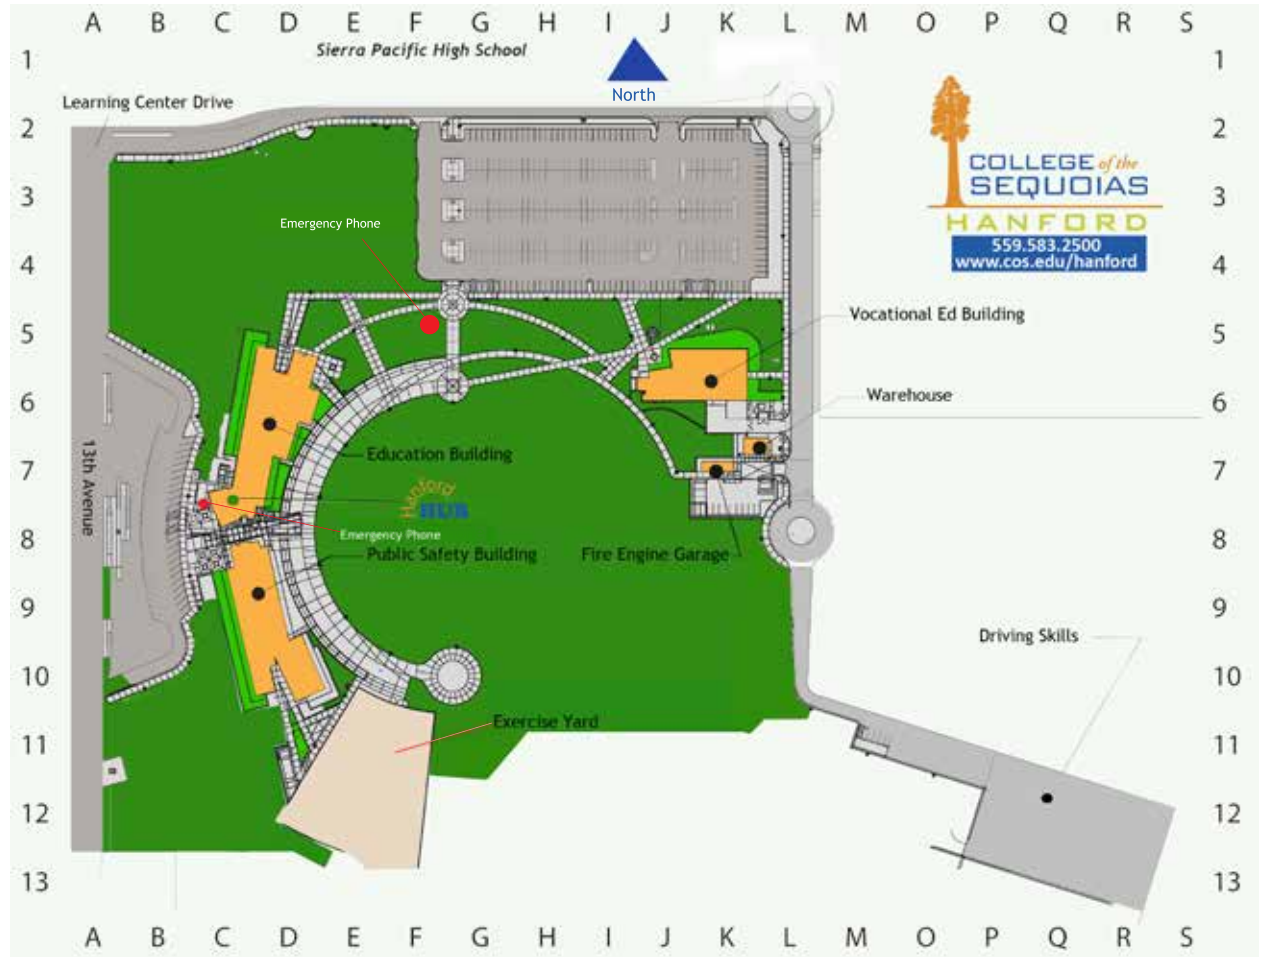 A B C D E F G H I J K L M O P Q R S
Sierra Pacific High School
1 1
North
Learning Center Drive
2 2
COLLEGE of the
SEQUOIAS
HANFORD
559.583.2500
www.cos.edu/hanford
3 3
Emergency Phone
4 4
Vocational Ed Building
5 5
Warehouse
6 6
Education Building
13th Avenue
7 7
Hanford
HUB
Emergency Phone
8 8
Public Safety Building
Fire Engine Garage
9 9
Driving Skills
10 10
Exercise Yard
11 11
12 12
13 13
A B C D E F G H I J K L M O P Q R S